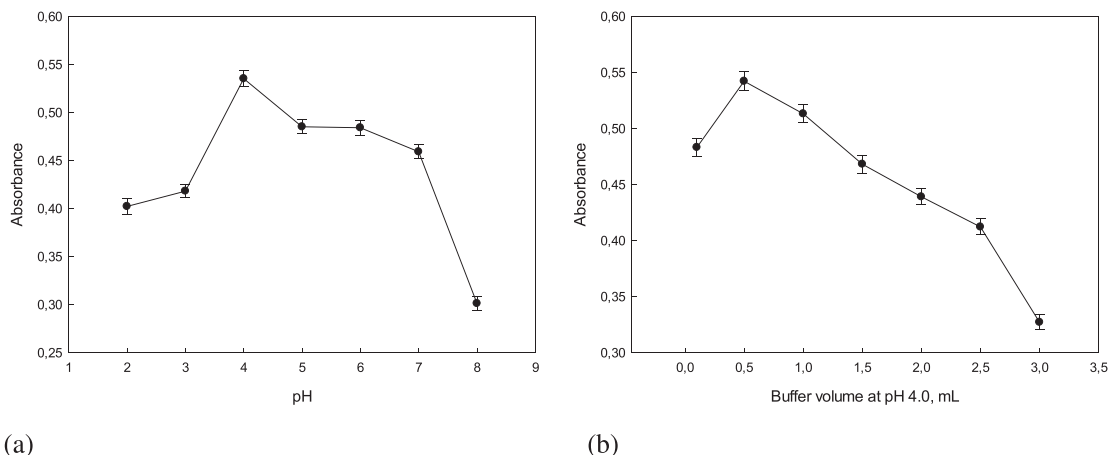 0,60
0,55
0,50
0,45
0,40
0,35
0,30
0,25
Absorbance
1 2 3 4 5 6 7 8 9
pH
(a)
0,60
0,55
0,50
0,45
0,40
0,35
0,30
Absorbance
0,0 0,5 1,0 1,5 2,0 2,5 3,0 3,5
Buffer volume at pH 4.0, mL
(b)